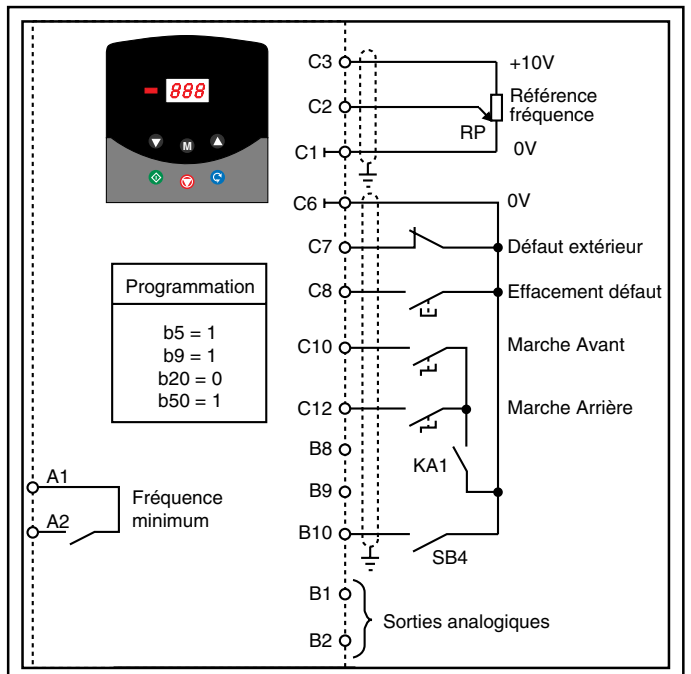 C3
+10V
888
C2
Référence
fréquence
RP
M
C1
0V
C6
0V
C7
Défaut extérieur
Programmation
C8
Effacement défaut
b5 = 1
b9 = 1
b20 = 0
b50 = 1
C10
Marche Avant
C12
Marche Arrière
B8
KA1
A1
B9
Fréquence
minimum
A2
B10
SB4
B1
Sorties analogiques
B2